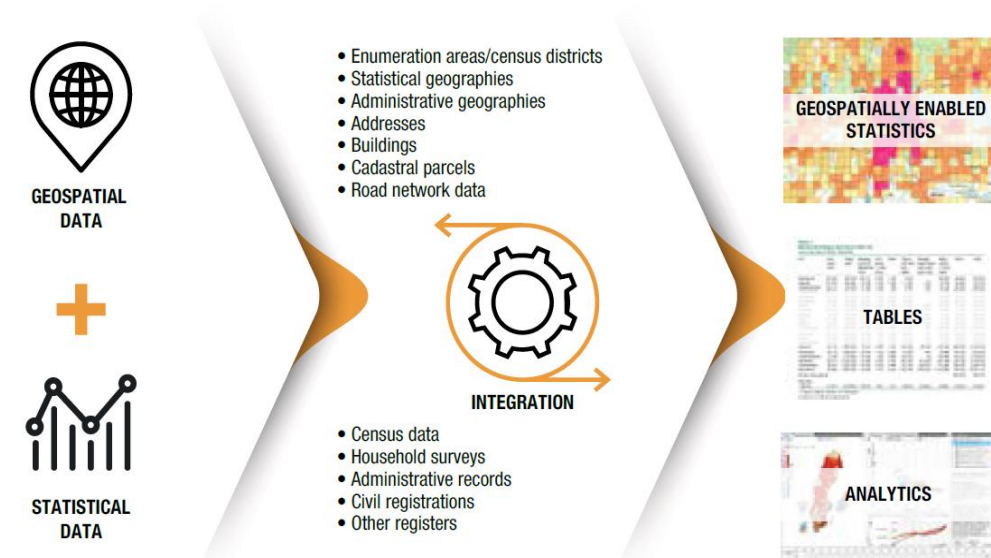 GEOSPATIAL
DATA
STATISTICAL
DATA
• Enumeration areas/census districts
• Statistical geographies
• Administrative geographies
• Addresses
• Buildings
• Cadastral parcels
• Road network data
INTEGRATION
• Census data
• Household surveys
• Administrative records
• Civil registrations
• Other registers
GEOSPATIALLY ENABLED
STATISTICS
TABLES
ANALYTICS